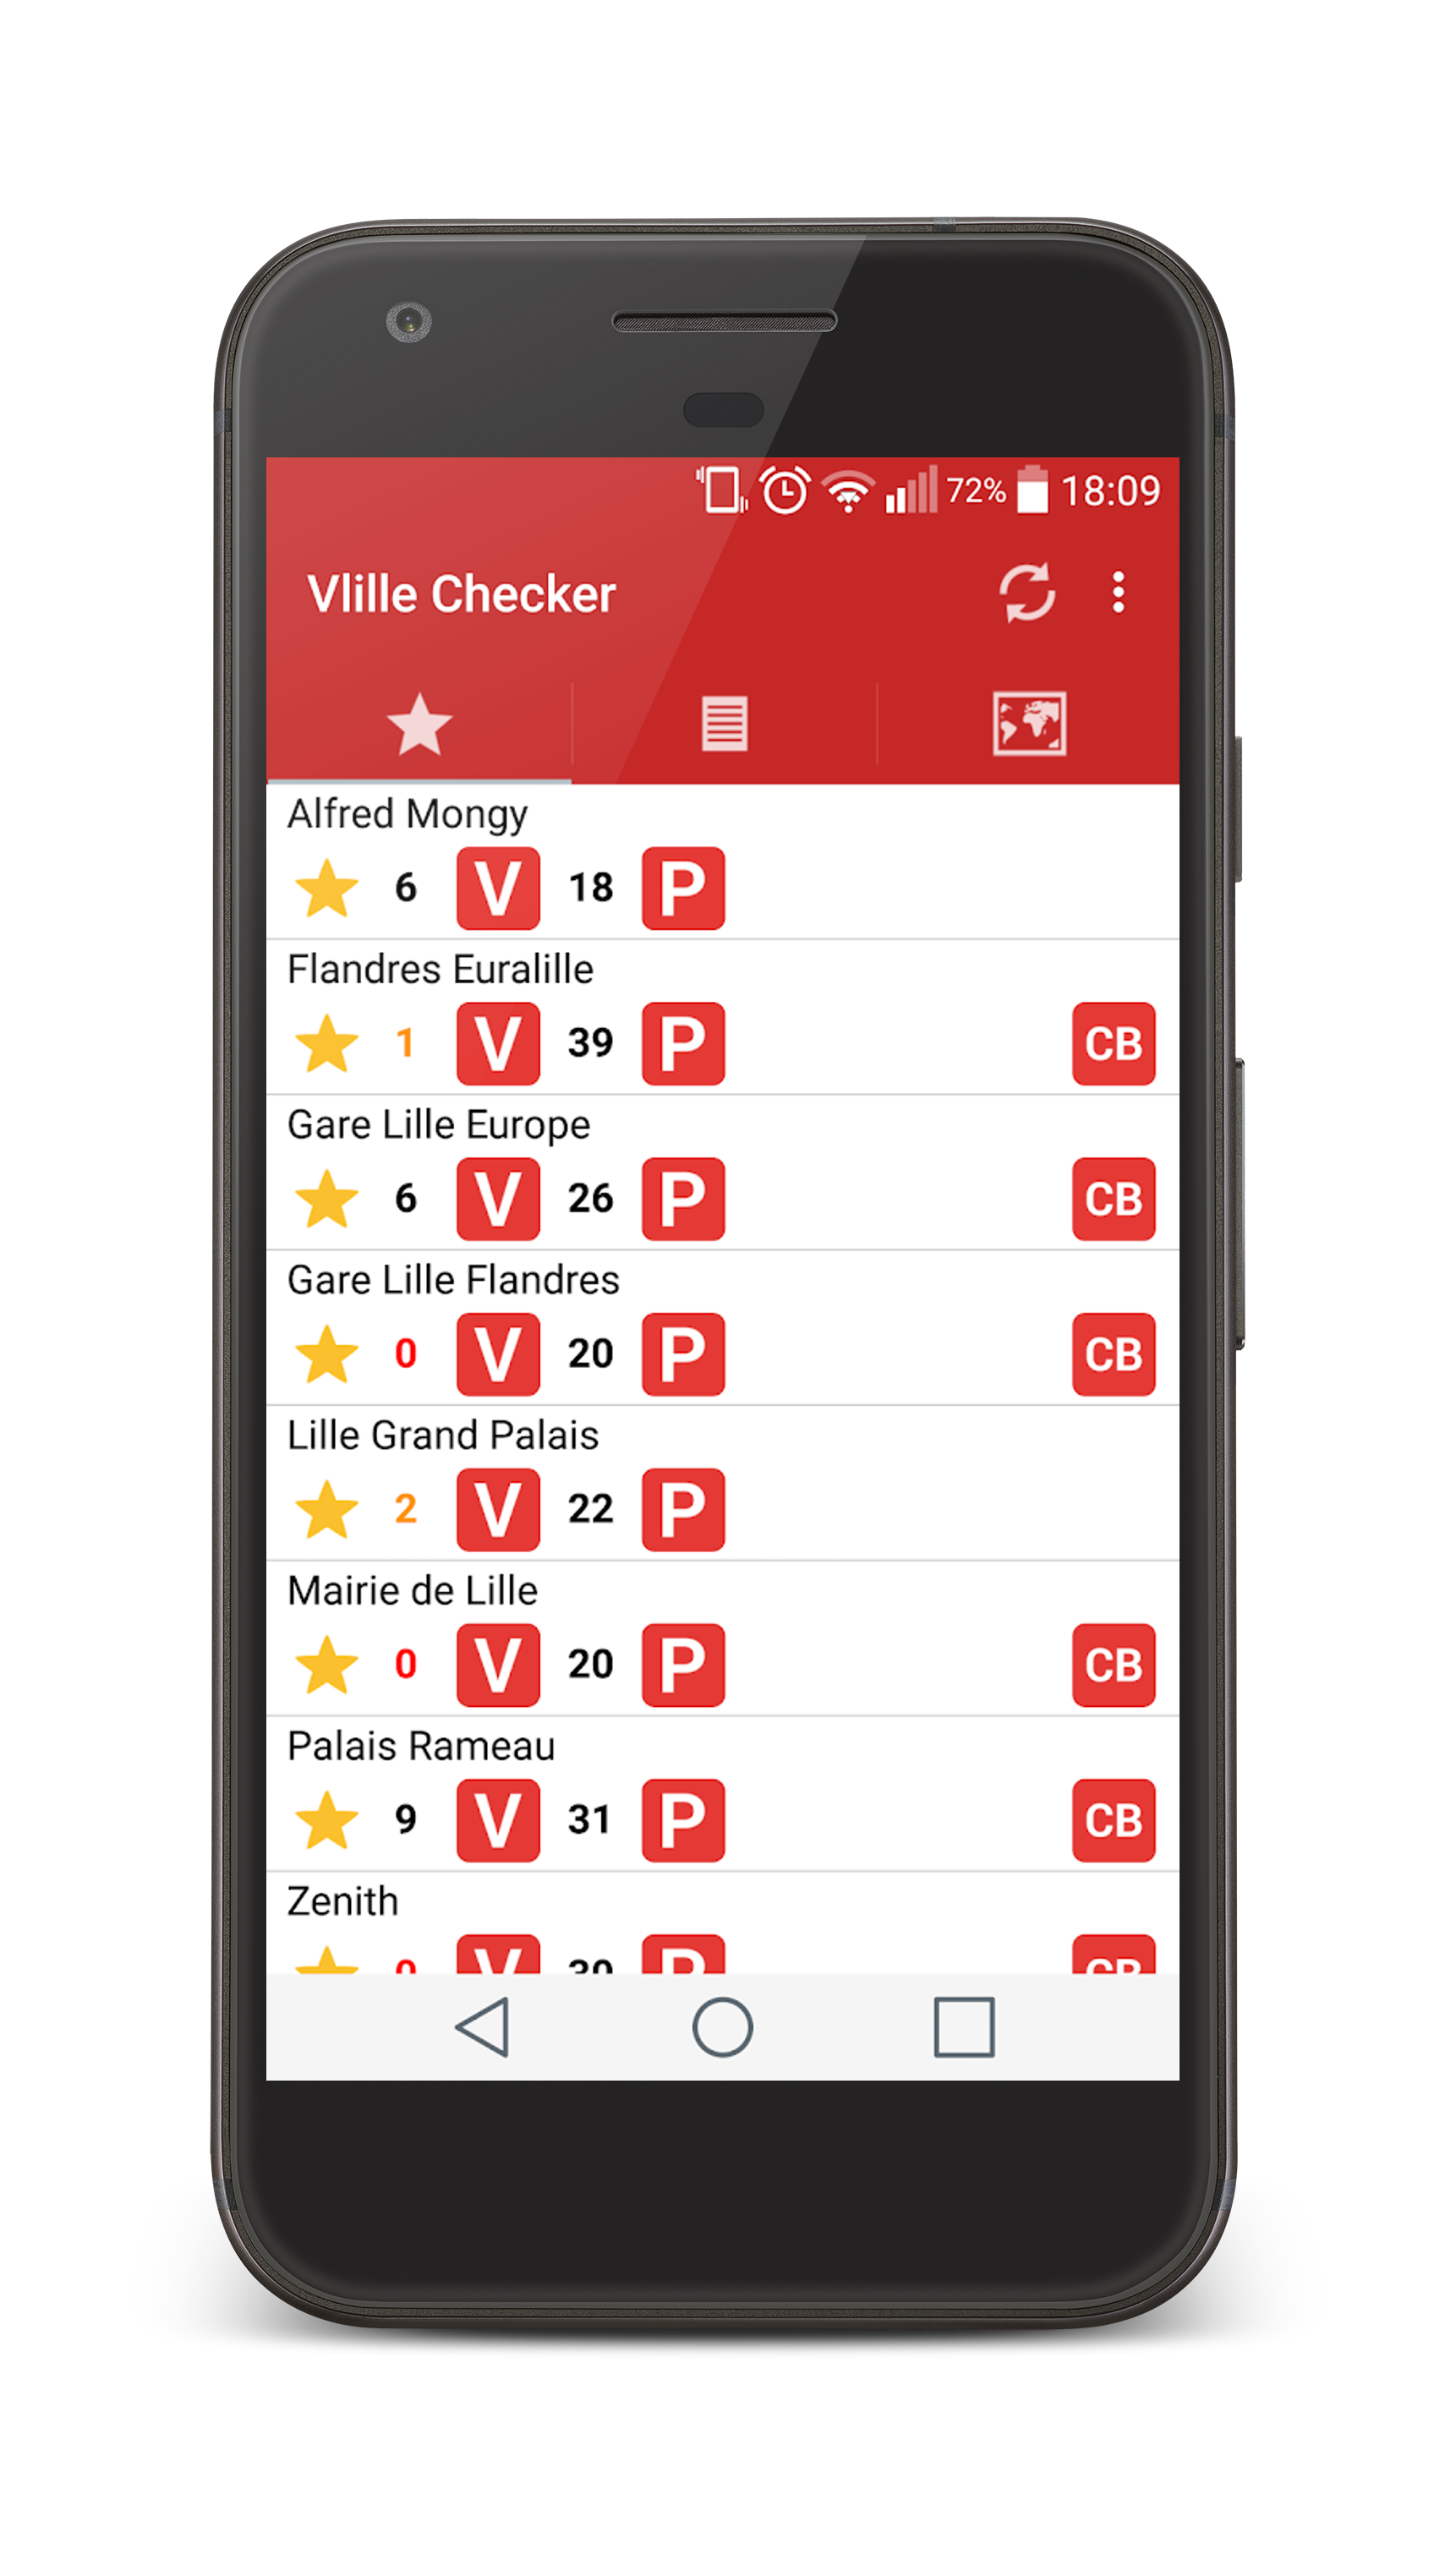 72% 18:09
Vlille Checker
Alfred Mongy
6 V 18 P
Flandres Euralille
1 V 39 P CB
Gare Lille Europe
6 V 26 P CB
Gare Lille Flandres
0 V 20 P CB
Lille Grand Palais
2 V 22 P
Mairie de Lille
0 V 20 P CB
Palais Rameau
9 V 31 P CB
Zenith
V P CB